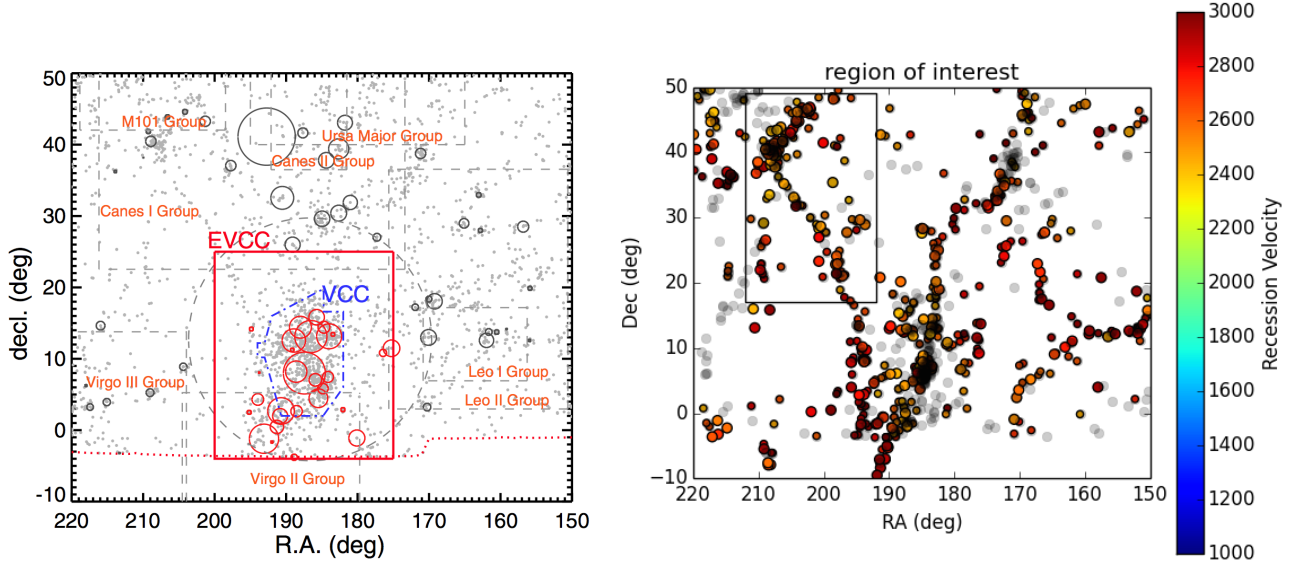 50
40
30
20
10
0
-10
decl. (deg)
220
210
200
190
180
170
160
150
R.A. (deg)
M101 Group
Ursa Major Group
Canes II Group
Canes I Group
EVCC
VCC
Virgo III Group
Leo I Group
Leo II Group
Virgo II Group
region of interest
50
40
30
20
10
0
−10
Dec (deg)
220
210
200
190
180
170
160
150
RA (deg)
3000
2800
2600
2400
2200
2000
1800
1600
1400
1200
1000
Recession Velocity